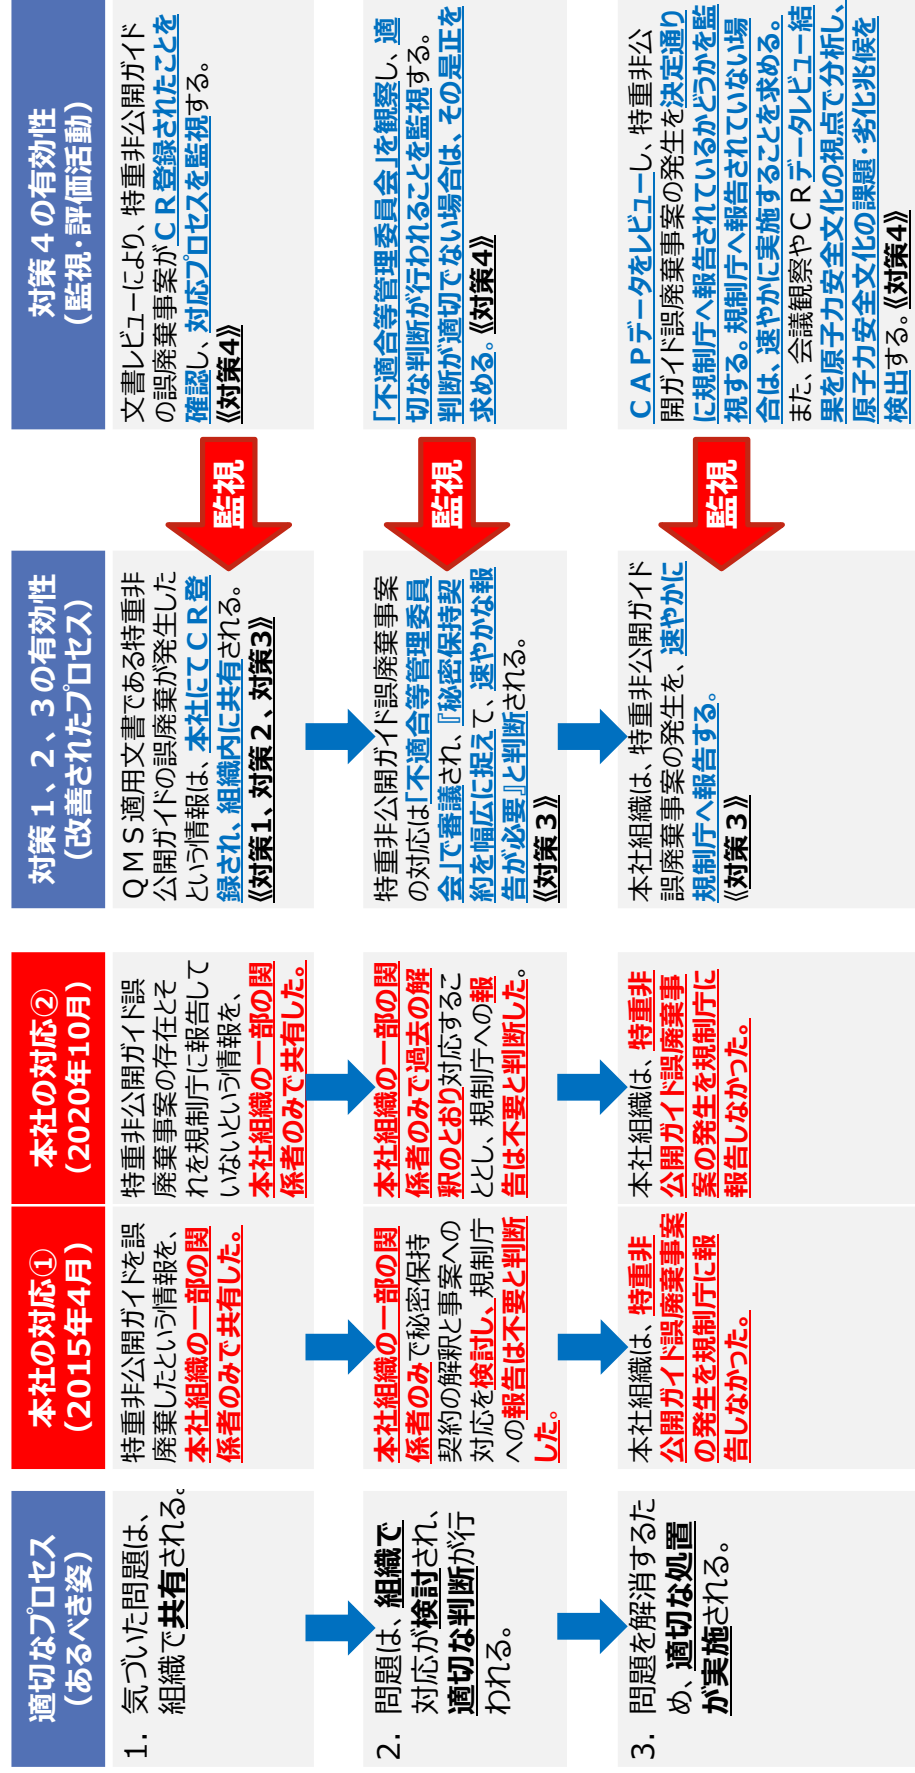 適切なプロセス
（あるべき姿）
1. 気づいた問題は、
組織で共有される。
2. 問題は、組織で
対応が検討され、
適切な判断が行
われる。
3. 問題を解消するた
め、適切な処置
が実施される。
本社の対応①
（2015年4月）
特重非公開ガイドを誤
廃棄したという情報を、
本社組織の一部の関
係者のみで共有した。
本社組織の一部の関
係者のみで秘密保持
契約の解釈と事案への
対応を検討し、規制庁
への報告は不要と判断
した。
本社組織は、特重非
公開ガイド誤廃棄事案
の発生を規制庁に報
告しなかった。
本社の対応②
（2020年10月）
特重非公開ガイド誤
廃棄事案の存在とそ
れを規制庁に報告して
いないという情報を、
本社組織の一部の関
係者のみで共有した。
本社組織の一部の関
係者のみで過去の解
釈のとおり対応するこ
ととし、規制庁への報
告は不要と判断した。
本社組織は、特重非
公開ガイド誤廃棄事
案の発生を規制庁に
報告しなかった。
対策１、２、３の有効性
（改善されたプロセス）
ＱＭＳ適用文書である特重非
公開ガイドの誤廃棄が発生した
という情報は、本社にてＣＲ登
録され、組織内に共有される。
《対策１、対策２、対策３》
特重非公開ガイド誤廃棄事案
の対応は「不適合等管理委員
会」で審議され、『秘密保持契
約を幅広に捉えて、速やかな報
告が必要』と判断される。
《対策３》
本社組織は、特重非公開ガイド
誤廃棄事案の発生を、速やかに
規制庁へ報告する。
《対策３》
監視
監視
監視
対策４の有効性
（監視・評価活動）
文書レビューにより、特重非公開ガイド
の誤廃棄事案がＣＲ登録されたことを
確認し、対応プロセスを監視する。
《対策4》
「不適合等管理委員会」を観察し、適
切な判断が行われることを監視する。
判断が適切でない場合は、その是正を
求める。《対策4》
ＣＡＰデータをレビューし、特重非公
開ガイド誤廃棄事案の発生を決定通り
に規制庁へ報告されているかどうかを監
視する。規制庁へ報告されていない場
合は、速やかに実施することを求める。
また、会議観察やＣＲデータレビュー結
果を原子力安全文化の視点で分析し、
原子力安全文化の課題・劣化兆候を
検出する。《対策4》